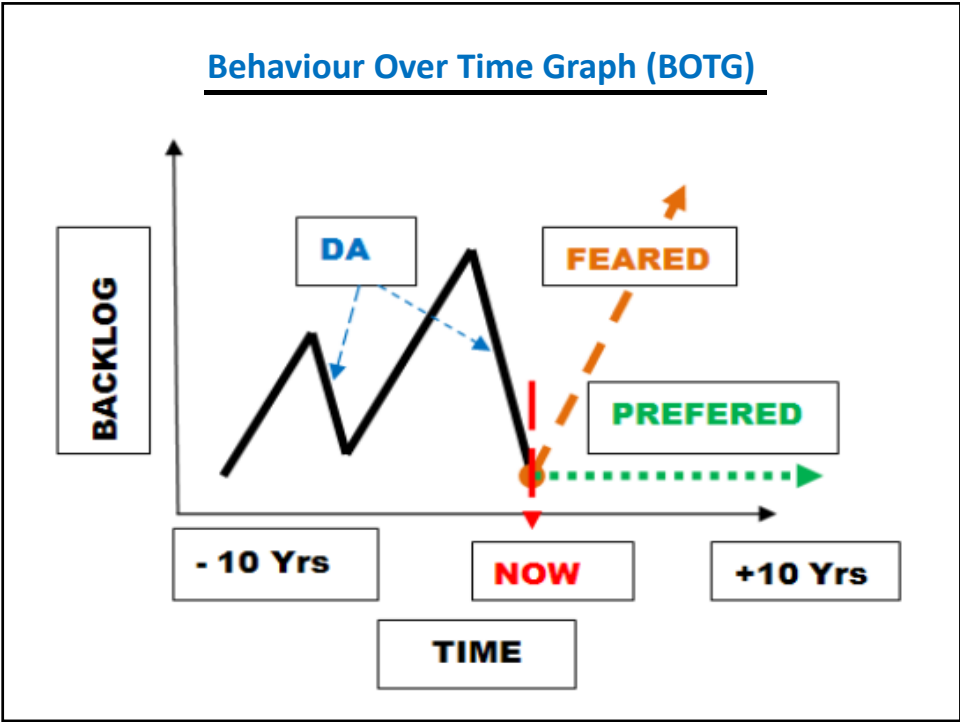 Behaviour Over Time Graph (BOTG)
DA
FEARED
BACKLOG
PREFERED
- 10 Yrs
NOW
+10 Yrs
TIME